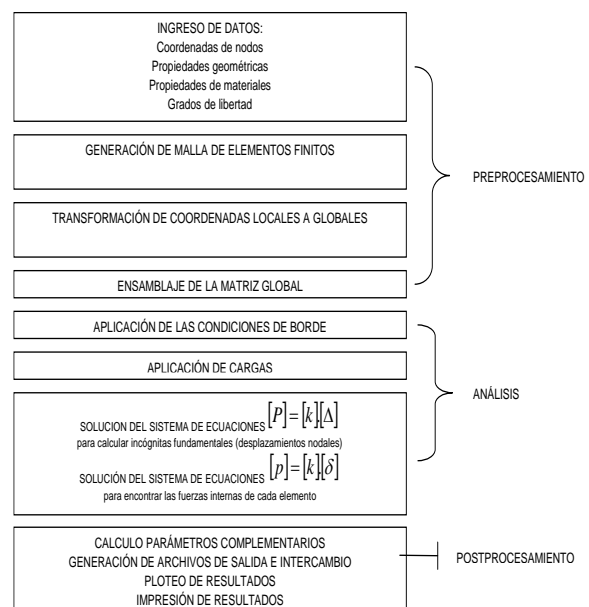 INGRESO DE DATOS:
Coordenadas de nodos
Propiedades geométricas
Propiedades de materiales
Grados de libertad
GENERACIÓN DE MALLA DE ELEMENTOS FINITOS
TRANSFORMACIÓN DE COORDENADAS LOCALES A GLOBALES
ENSAMBLAJE DE LA MATRIZ GLOBAL
PREPROCESAMIENTO
APLICACIÓN DE LAS CONDICIONES DE BORDE
APLICACIÓN DE CARGAS
SOLUCION DEL SISTEMA DE ECUACIONES [P]=[k][Δ]
para calcular incógnitas fundamentales (desplazamientos nodales)
SOLUCIÓN DEL SISTEMA DE ECUACIONES [p]=[k][δ]
para encontrar las fuerzas internas de cada elemento
ANÁLISIS
CALCULO PARÁMETROS COMPLEMENTARIOS
GENERACIÓN DE ARCHIVOS DE SALIDA E INTERCAMBIO
PLOTEO DE RESULTADOS
IMPRESIÓN DE RESULTADOS
POSTPROCESAMIENTO